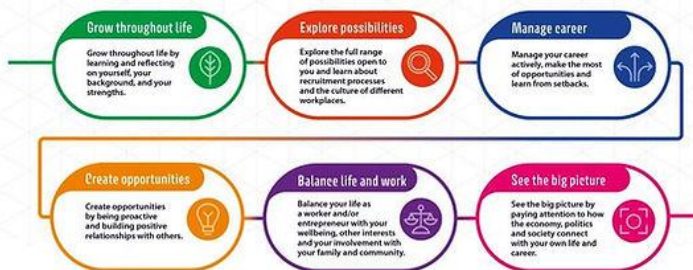 Grow throughout life
Grow throughout life by
learning and reflecting
on yourself, your
background, and your
strengths.
Explore possibilities
Explore the full range
of possibilities open to
you and learn about
recruitment processes
and the culture of different
workplaces.
Manage career
Manage your career
actively, make the most
of opportunities and
learn from setbacks.
Create opportunities
Create opportunities
by being proactive
and building positive
relationships with others.
Balance life and work
Balance your life as
a worker and/or
entrepreneur with your
wellbeing, other interests
and your involvement with
your family and community.
See the big picture
See the big picture by
paying attention to how
the economy, politics
and society connect
with your own life and
career.